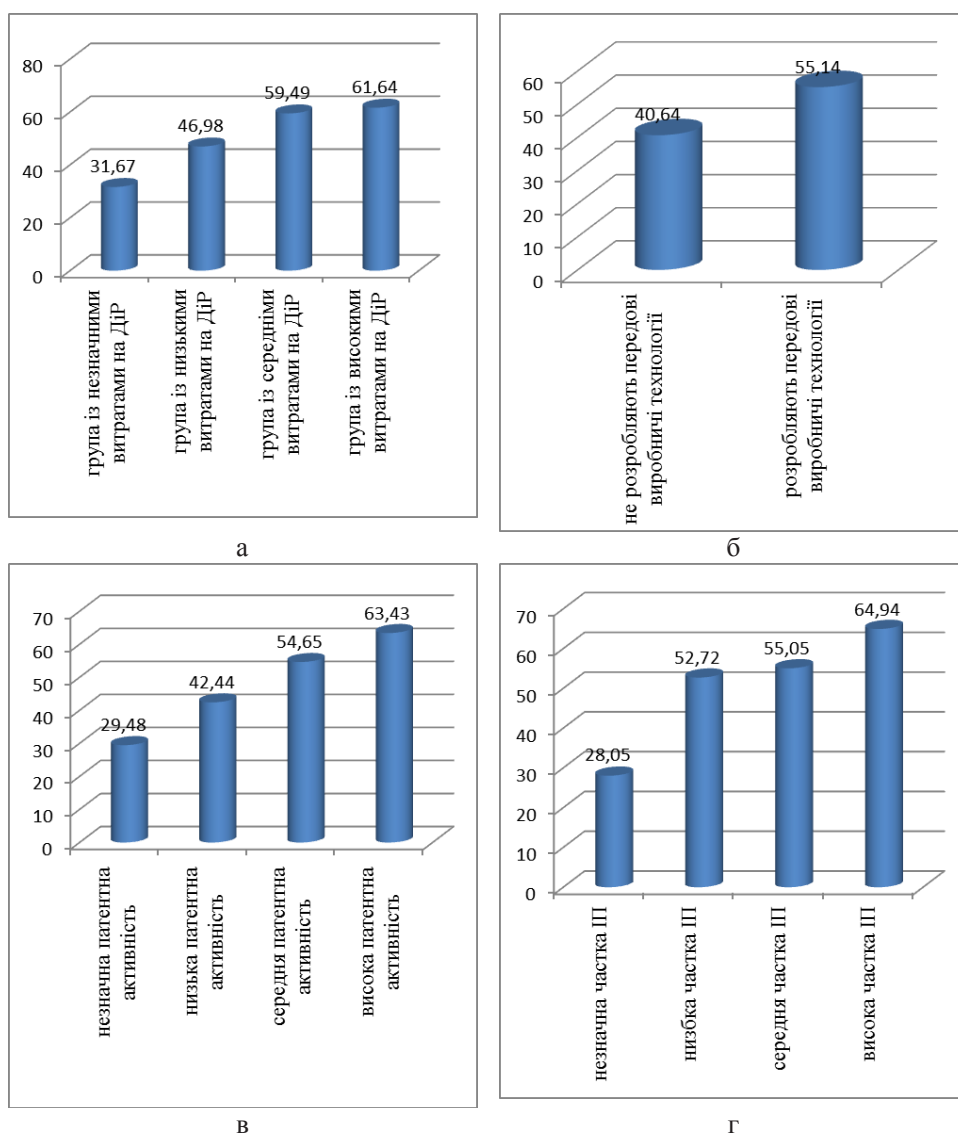 80
60
40
20
0
31,67
46,98
59,49
61,64
група із незначними
витратами на ДіР
група із низькими
витратами на ДіР
група із середніми
витратами на ДіР
група із високими
витратами на ДіР
а
60
50
40
30
20
10
0
40,64
55,14
не розробляють передові
виробничі технології
розробляють передові
виробничі технології
б
70
60
50
40
30
20
10
0
29,48
42,44
54,65
63,43
незначна патентна
активність
низька патентна
активність
середня патентна
активність
висока патентна
активність
в
70
60
50
40
30
20
10
0
28,05
52,72
55,05
64,94
незначна частка ІП
низбка частка ІП
середня частка ІП
висока частка ІП
г